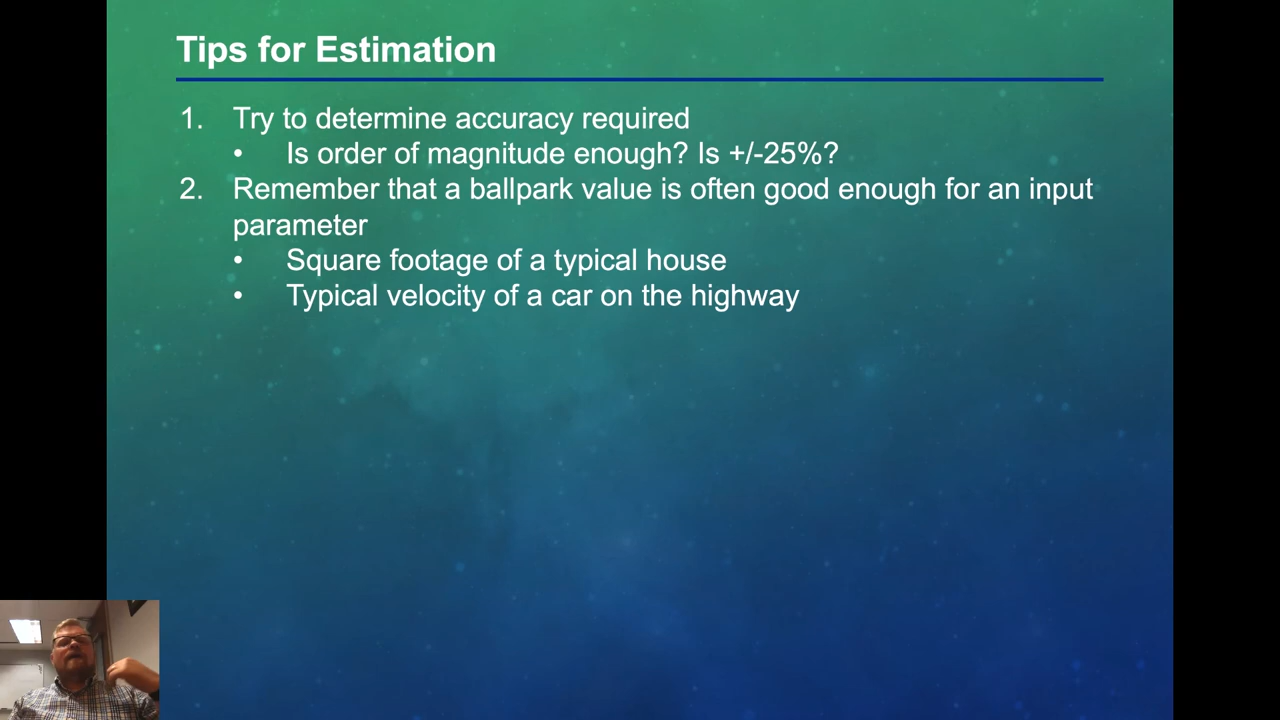 Tips for Estimation
1. Try to determine accuracy required
• Is order of magnitude enough? Is +/-25%?
2. Remember that a ballpark value is often good enough for an input
parameter
• Square footage of a typical house
• Typical velocity of a car on the highway